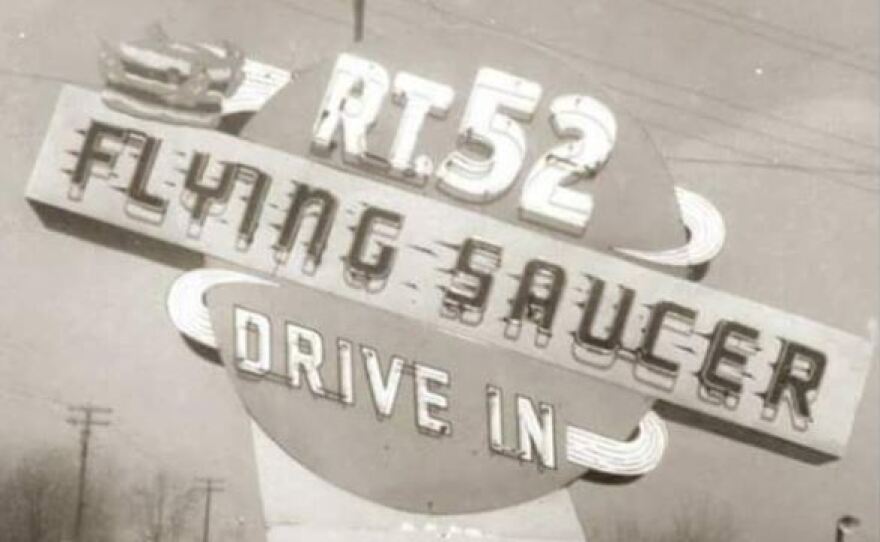 RT. 52
FLYING SAUCER
DRIVE IN